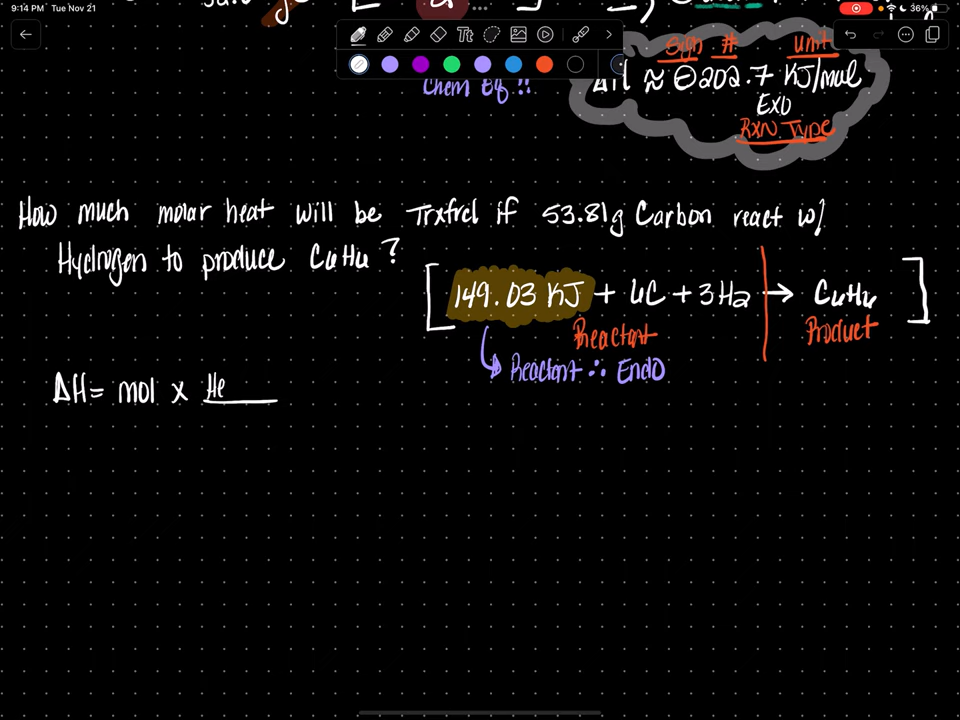 9:14 PM Tue Nov 21
36%
Sign # Unit
ΔH ≈ ⊖202.7 KJ/mol
Chem Eq !!
Exo
RXN Type
How much molar heat will be Trxfrd if 53.81g Carbon react w/
Hydrogen to produce C6H6?
149.03 KJ + 6C + 3H2 → C6H6
Reactant
Product
Reactant ∴ Endo
ΔH = mol x He